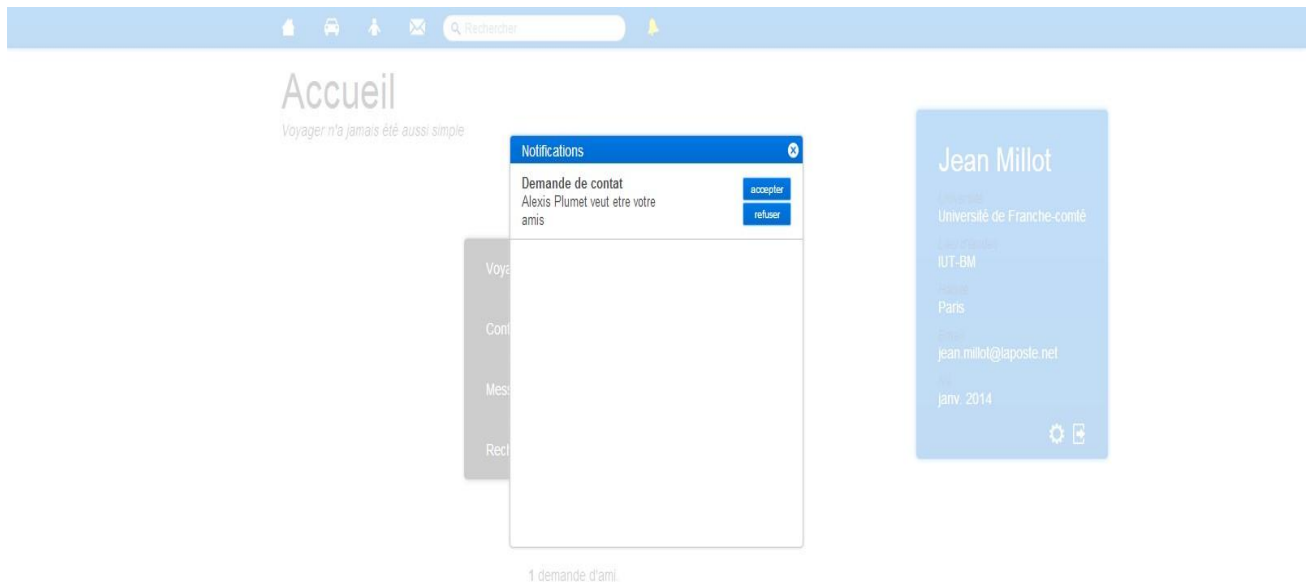 Rechercher
Accueil
Voyager n'a jamais été aussi simple
Notifications
Demande de contat
Alexis Plumet veut etre votre
amis
accepter
refuser
Voya
Cont
Mess
Rech
1 demande d'ami
Jean Millot
Université
Université de Franche-comté
IUT-BM
Paris
Email
jean.millot@laposte.net
janv. 2014